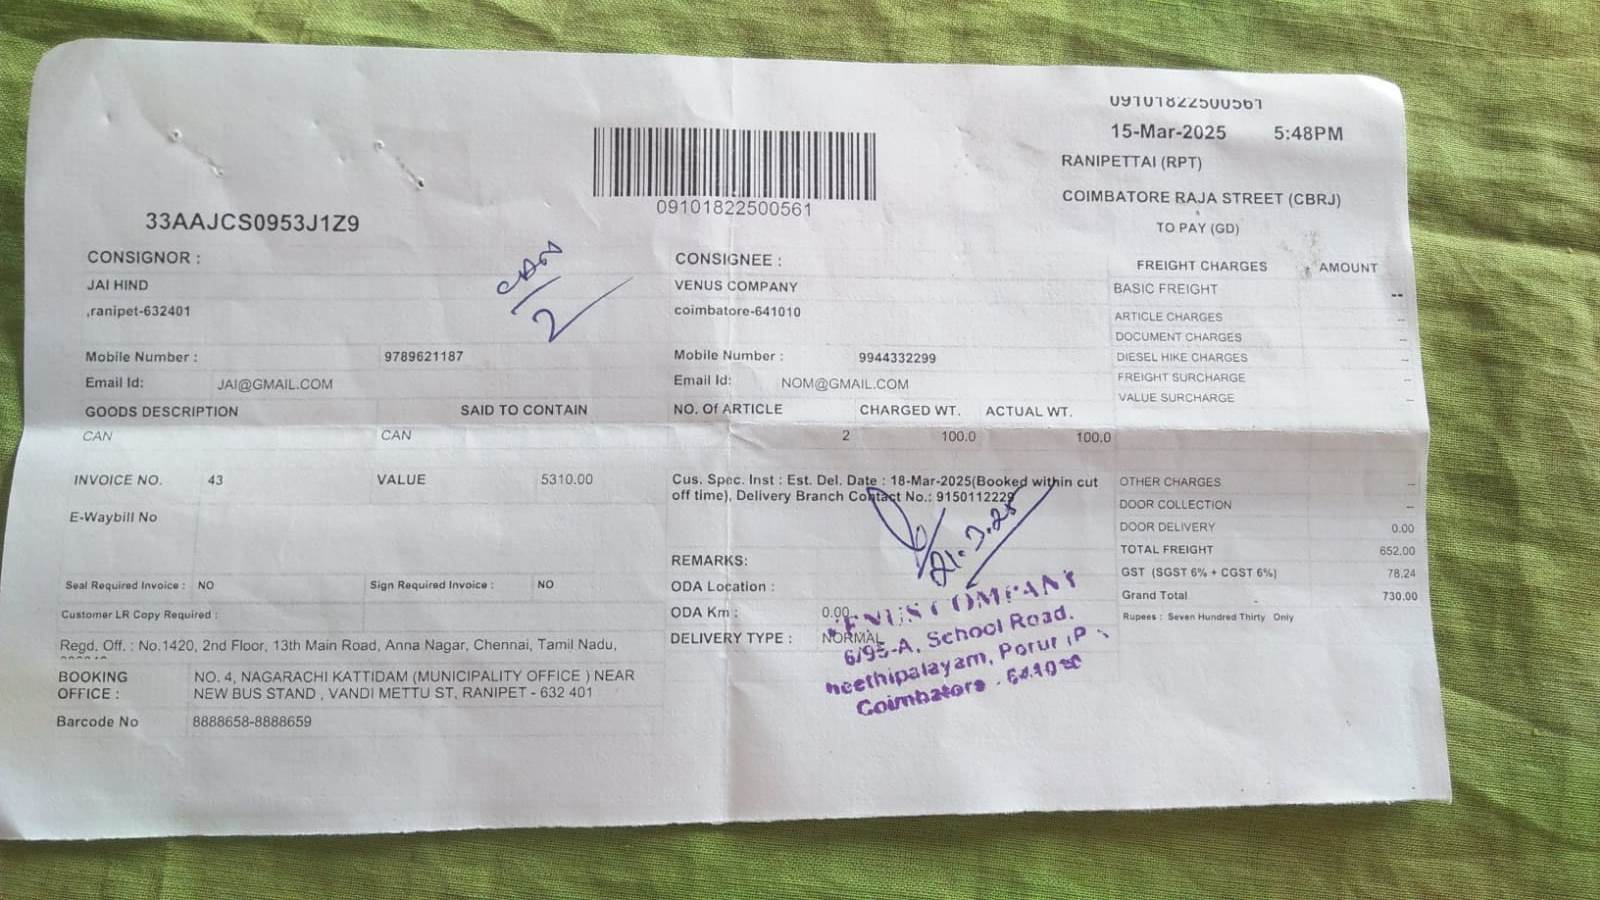 09101822500561
15-Mar-2025 5:48PM
RANIPETTAI (RPT)
COIMBATORE RAJA STREET (CBRJ)
TO PAY (GD)
09101822500561
33AAJCS0953J1Z9
CONSIGNOR :
JAI HIND
,ranipet-632401
Mobile Number : 9789621187
Email Id: JAI@GMAIL.COM
CAN
2
CONSIGNEE :
VENUS COMPANY
coimbatore-641010
Mobile Number : 9944332299
Email Id: NOM@GMAIL.COM
FREIGHT CHARGES AMOUNT
BASIC FREIGHT --
ARTICLE CHARGES --
DOCUMENT CHARGES --
DIESEL HIKE CHARGES --
FREIGHT SURCHARGE --
VALUE SURCHARGE --
GOODS DESCRIPTION SAID TO CONTAIN NO. Of ARTICLE CHARGED WT. ACTUAL WT.
CAN CAN 2 100.0 100.0
INVOICE NO. 43 VALUE 5310.00
E-Waybill No
Cus. Spec. Inst : Est. Del. Date : 18-Mar-2025(Booked within cut
off time), Delivery Branch Contact No.: 9150112229
21.3.25
OTHER CHARGES --
DOOR COLLECTION --
DOOR DELIVERY 0.00
TOTAL FREIGHT 652.00
GST (SGST 6% + CGST 6%) 78.24
Grand Total 730.00
Rupees : Seven Hundred Thirty Only
REMARKS:
ODA Location :
ODA Km : 0.00
DELIVERY TYPE : NORMAL
VENUS COMPANY
6/95-A, School Road,
Coimbatore
Seal Required Invoice : NO Sign Required Invoice : NO
Customer LR Copy Required :
Regd. Off. : No.1420, 2nd Floor, 13th Main Road, Anna Nagar, Chennai, Tamil Nadu,
BOOKING OFFICE : NO. 4, NAGARACHI KATTIDAM (MUNICIPALITY OFFICE ) NEAR
NEW BUS STAND , VANDI METTU ST, RANIPET - 632 401
Barcode No 8888658-8888659